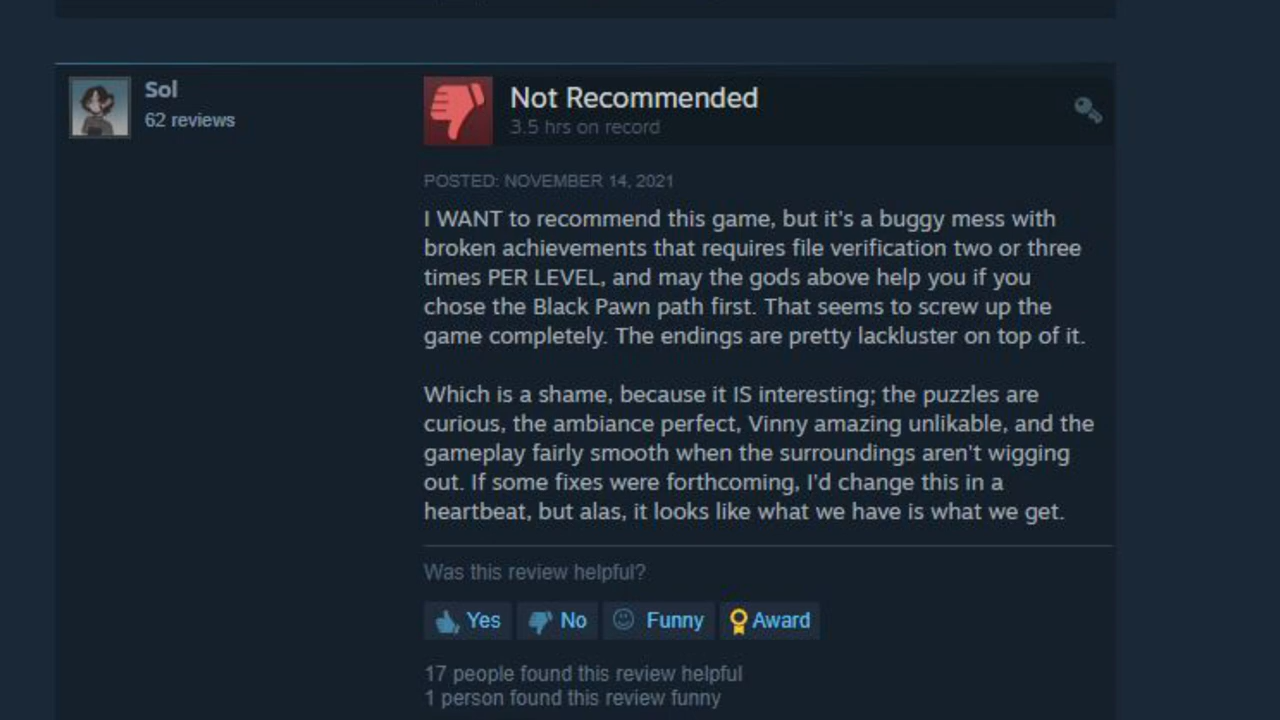 Sol
62 reviews
Not Recommended
3.5 hrs on record
POSTED: NOVEMBER 14, 2021
I WANT to recommend this game, but it's a buggy mess with
broken achievements that requires file verification two or three
times PER LEVEL, and may the gods above help you if you
chose the Black Pawn path first. That seems to screw up the
game completely. The endings are pretty lackluster on top of it.
Which is a shame, because it IS interesting; the puzzles are
curious, the ambiance perfect, Vinny amazing unlikable, and the
gameplay fairly smooth when the surroundings aren't wigging
out. If some fixes were forthcoming, I'd change this in a
heartbeat, but alas, it looks like what we have is what we get.
Was this review helpful?
Yes No Funny Award
17 people found this review helpful
1 person found this review funny